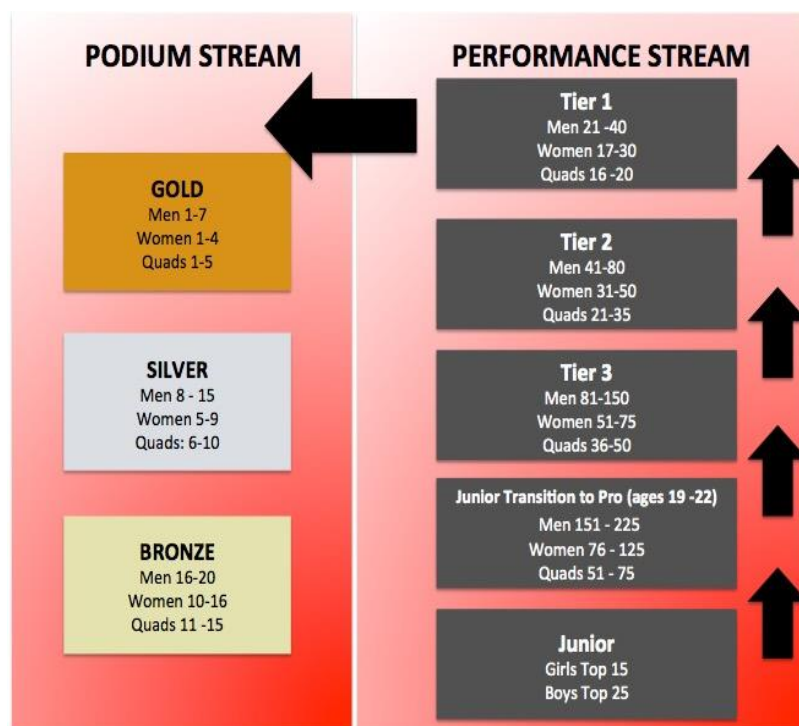 PODIUM STREAM
GOLD
Men 1-7
Women 1-4
Quads 1-5
SILVER
Men 8 - 15
Women 5-9
Quads: 6-10
BRONZE
Men 16-20
Women 10-16
Quads 11 -15
PERFORMANCE STREAM
Tier 1
Men 21 -40
Women 17-30
Quads 16 -20
Tier 2
Men 41-80
Women 31-50
Quads 21-35
Tier 3
Men 81-150
Women 51-75
Quads 36-50
Junior Transition to Pro (ages 19 -22)
Men 151 - 225
Women 76 - 125
Quads 51 - 75
Junior
Girls Top 15
Boys Top 25